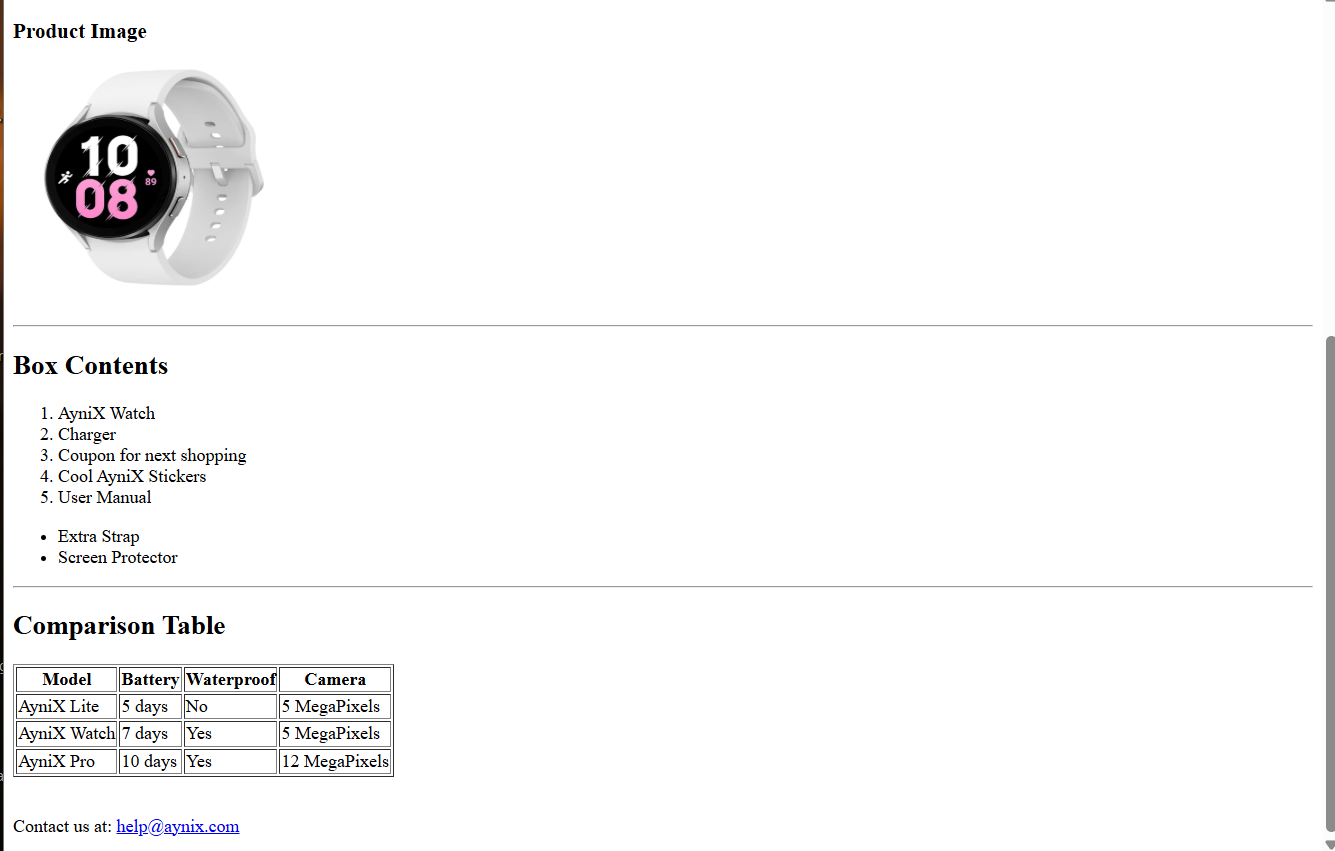 Product Image
10
89
08
Box Contents
1. AyniX Watch
2. Charger
3. Coupon for next shopping
4. Cool AyniX Stickers
5. User Manual
• Extra Strap
• Screen Protector
Comparison Table
Model Battery Waterproof Camera
AyniX Lite 5 days No 5 MegaPixels
AyniX Watch 7 days Yes 5 MegaPixels
AyniX Pro 10 days Yes 12 MegaPixels
Contact us at: help@aynix.com